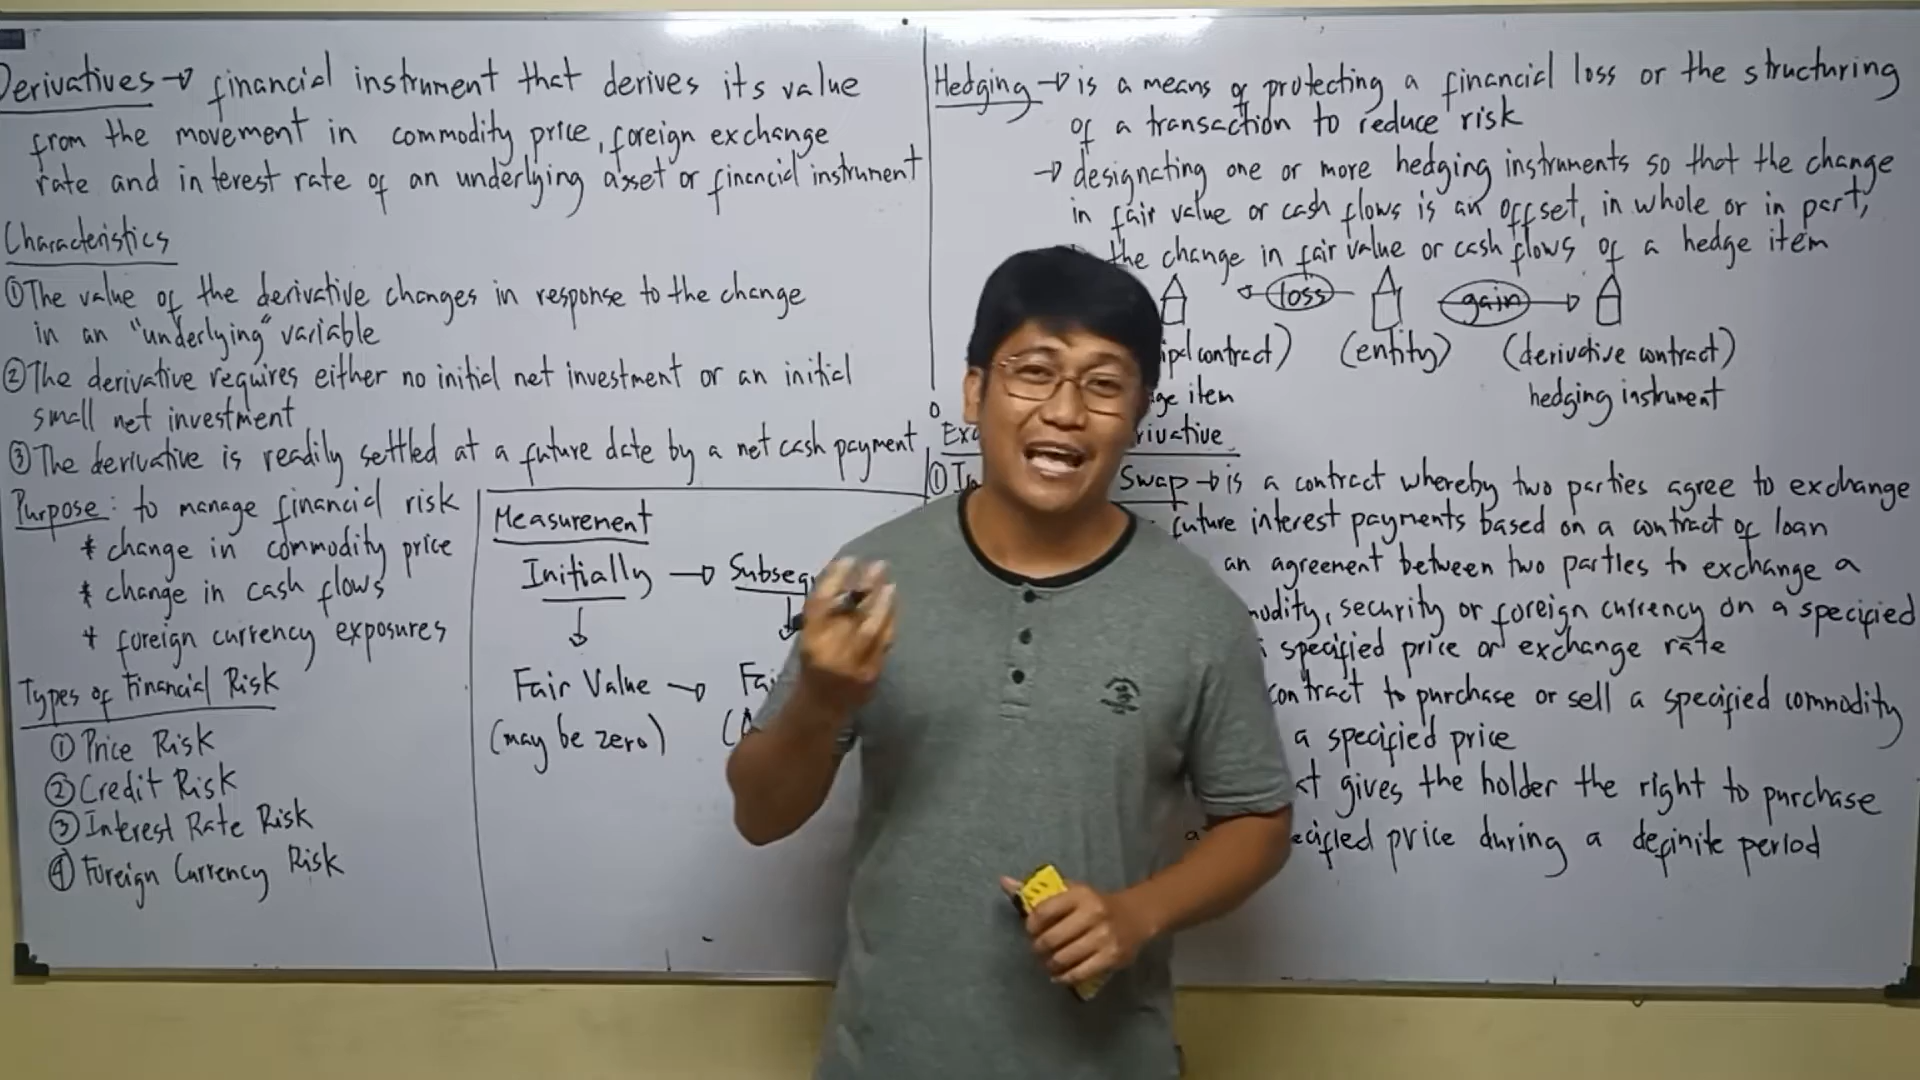 Derivatives → financial instrument that derives its value
from the movement in commodity price, foreign exchange
rate and interest rate of an underlying asset or financial instrument
Characteristics
① The value of the derivative changes in response to the change
in an "underlying" variable
② The derivative requires either no initial net investment or an initial
small net investment
③ The derivative is readily settled at a future date by a net cash payment
Purpose: to manage financial risk
* change in commodity price
* change in cash flows
* foreign currency exposures
Types of Financial Risk
① Price Risk
② Credit Risk
③ Interest Rate Risk
④ Foreign Currency Risk
Measurement
Initially →
Fair Value →
(may be zero)
Hedging → is a means of protecting a financial loss or the structuring
of a transaction to reduce risk
→ designating one or more hedging instruments so that the change
in fair value or cash flows is an offset, in whole or in part,
the change in fair value or cash flows of a hedge item
loss gain
contract) (entity) (derivative contract)
item hedging instrument
① Swap → is a contract whereby two parties agree to exchange
future interest payments based on a contract of loan
an agreement between two parties to exchange a
security or foreign currency on a specified
specified price or exchange rate
contract to purchase or sell a specified commodity
a specified price
gives the holder the right to purchase
price during a definite period